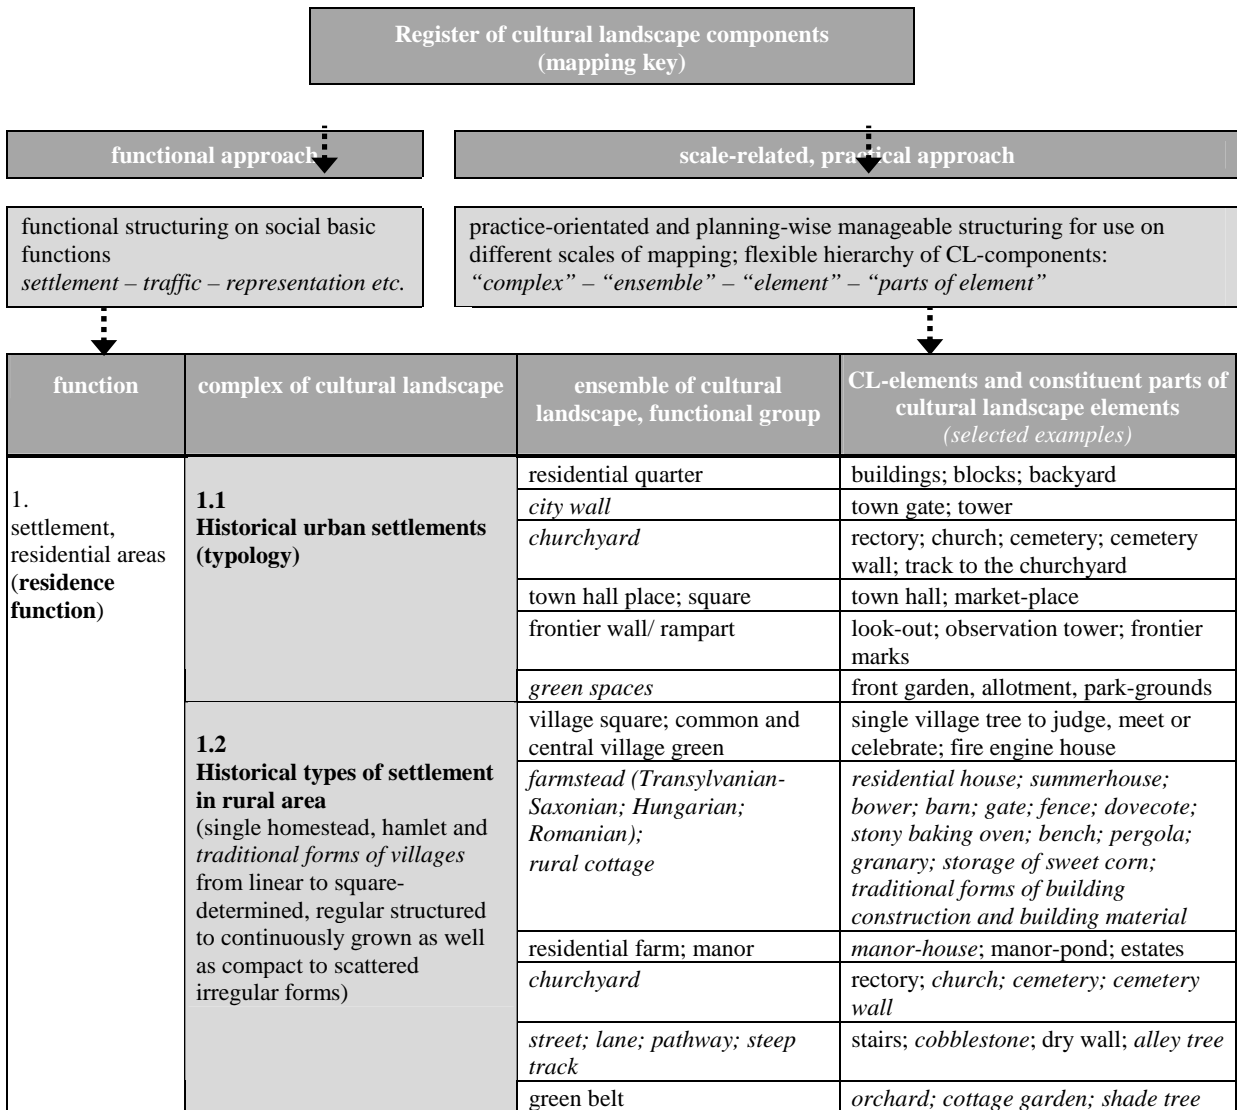 Register of cultural landscape components
(mapping key)
functional approach
scale-related, practical approach
functional structuring on social basic
functions
settlement – traffic – representation etc.
practice-orientated and planning-wise manageable structuring for use on
different scales of mapping; flexible hierarchy of CL-components:
“complex” – “ensemble” – “element” – “parts of element”
function
complex of cultural landscape
ensemble of cultural
landscape, functional group
CL-elements and constituent parts of
cultural landscape elements
(selected examples)
1.
settlement,
residential areas
(residence
function)
1.1
Historical urban settlements
(typology)
residential quarter
buildings; blocks; backyard
city wall
town gate; tower
churchyard
rectory; church; cemetery; cemetery
wall; track to the churchyard
town hall place; square
town hall; market-place
frontier wall/ rampart
look-out; observation tower; frontier
marks
green spaces
front garden, allotment, park-grounds
1.2
Historical types of settlement
in rural area
(single homestead, hamlet and
traditional forms of villages
from linear to square-
determined, regular structured
to continuously grown as well
as compact to scattered
irregular forms)
village square; common and
central village green
single village tree to judge, meet or
celebrate; fire engine house
farmstead (Transylvanian-
Saxonian; Hungarian;
Romanian);
rural cottage
residential house; summerhouse;
bower; barn; gate; fence; dovecote;
stony baking oven; bench; pergola;
granary; storage of sweet corn;
traditional forms of building
construction and building material
residential farm; manor
manor-house; manor-pond; estates
churchyard
rectory; church; cemetery; cemetery
wall
street; lane; pathway; steep
track
stairs; cobblestone; dry wall; alley tree
green belt
orchard; cottage garden; shade tree